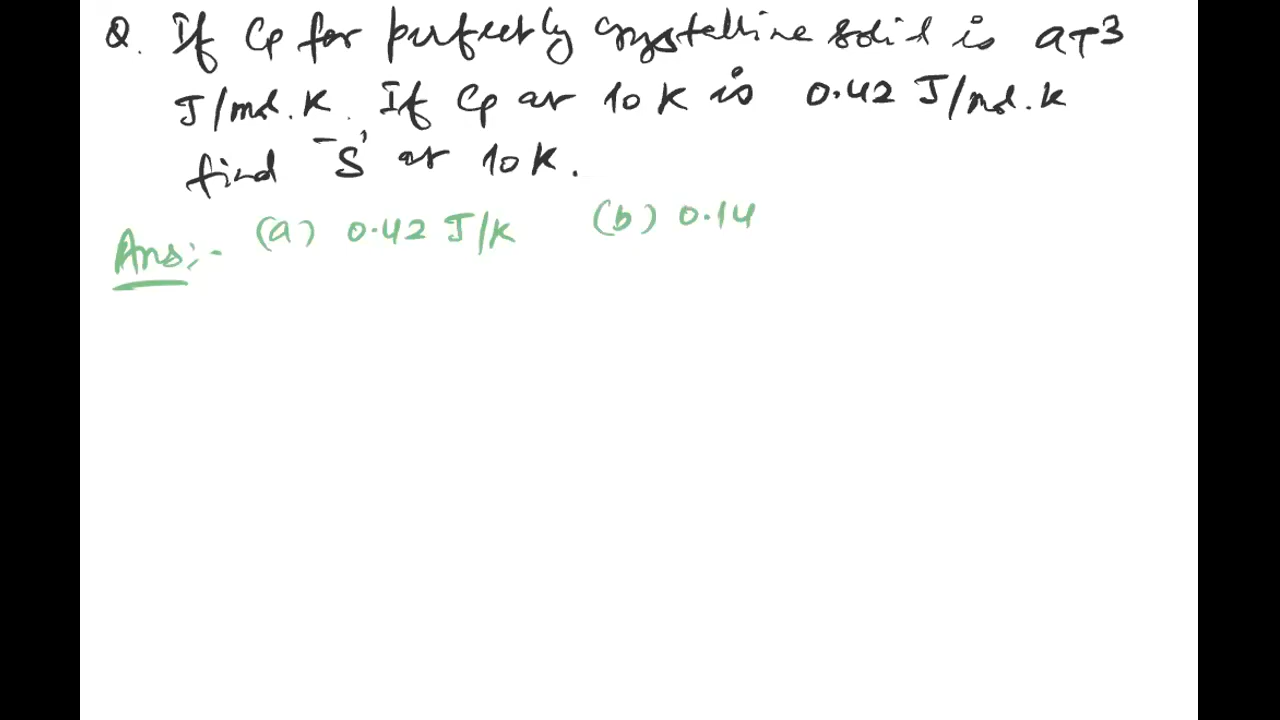 Q. If Cp for perfectly crystalline solid is aT3
J/mol.K. If Cp at 10 K is 0.42 J/mol.K
find 'S' at 10K.
Ans:- (a) 0.42 J/K (b) 0.14